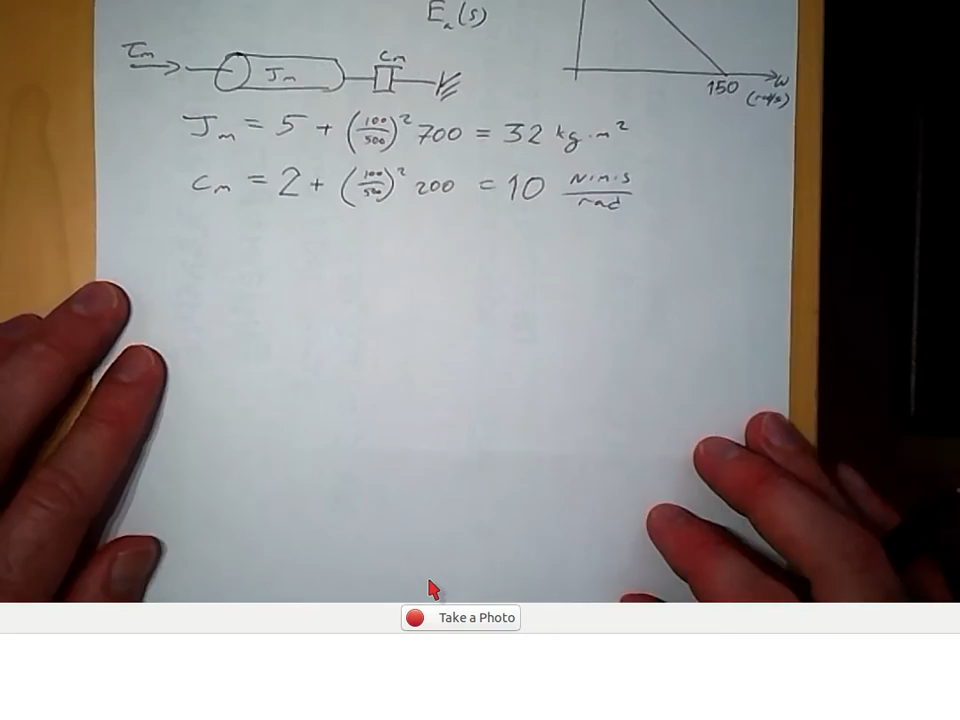 Eₐ(s)
τₘ
Jₘ
cₘ
150
ω
(rad/s)
Jₘ = 5 + (100/500)² 700 = 32 kg·m²
cₘ = 2 + (100/500)² 200 = 10 N·m·s/rad
Take a Photo